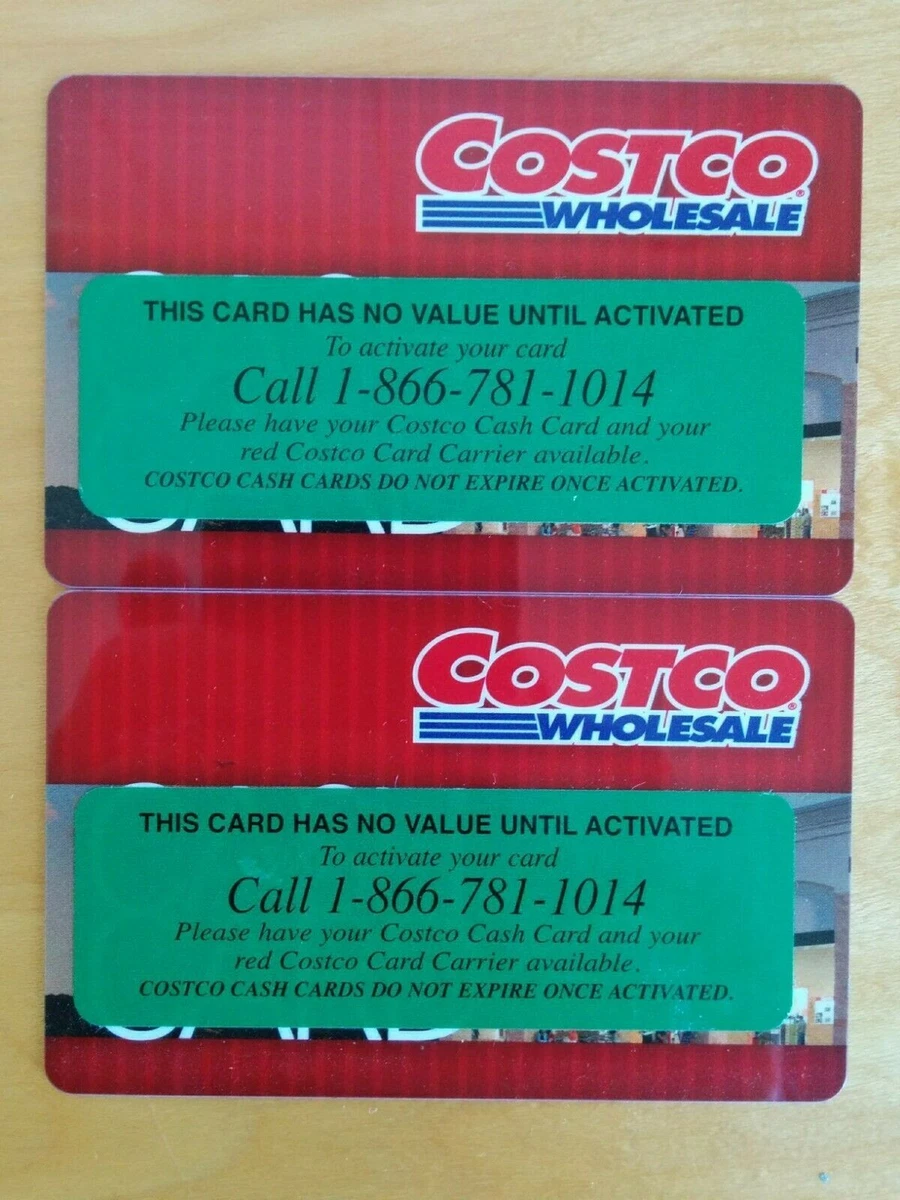 COSTCO
WHOLESALE
THIS CARD HAS NO VALUE UNTIL ACTIVATED
To activate your card
Call 1-866-781-1014
Please have your Costco Cash Card and your
red Costco Card Carrier available.
COSTCO CASH CARDS DO NOT EXPIRE ONCE ACTIVATED.
COSTCO
WHOLESALE
THIS CARD HAS NO VALUE UNTIL ACTIVATED
To activate your card
Call 1-866-781-1014
Please have your Costco Cash Card and your
red Costco Card Carrier available.
COSTCO CASH CARDS DO NOT EXPIRE ONCE ACTIVATED.